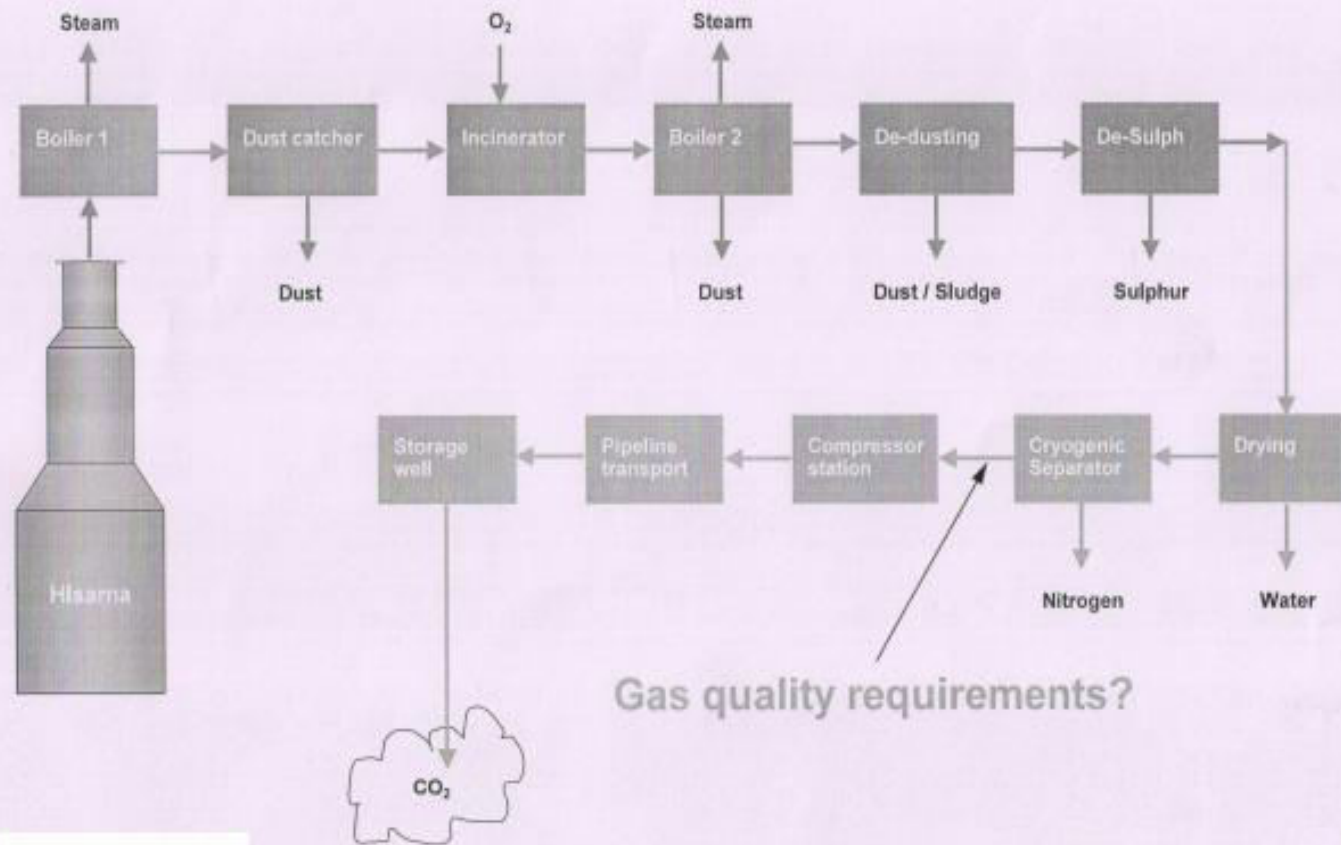 Steam
O₂
Steam
Boiler 1
Dust catcher
Incinerator
Boiler 2
De-dusting
De-Sulph
Dust
Dust
Dust / Sludge
Sulphur
Storage
well
Pipeline
transport
Compressor
station
Cryogenic
Separator
Drying
HIsarna
Nitrogen
Water
Gas quality requirements?
CO₂